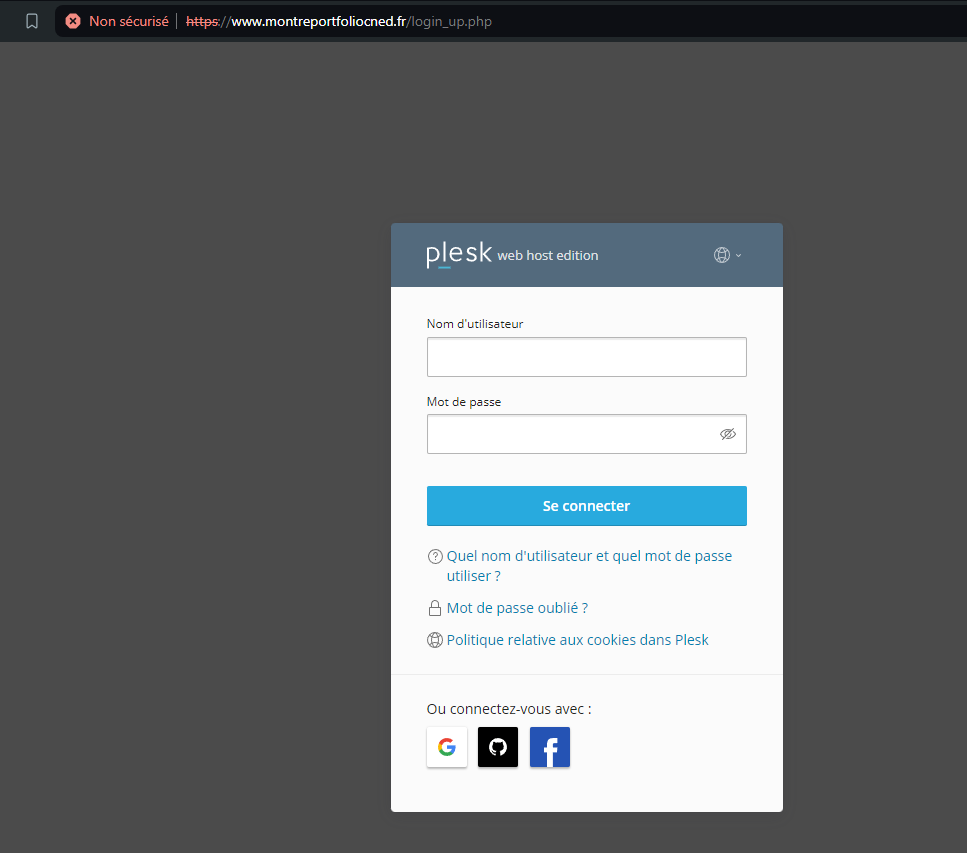 Non sécurisé https://www.montreportfoliocned.fr/login_up.php
plesk web host edition
Nom d'utilisateur
Mot de passe
Se connecter
Quel nom d'utilisateur et quel mot de passe
utiliser ?
Mot de passe oublié ?
Politique relative aux cookies dans Plesk
Ou connectez-vous avec :